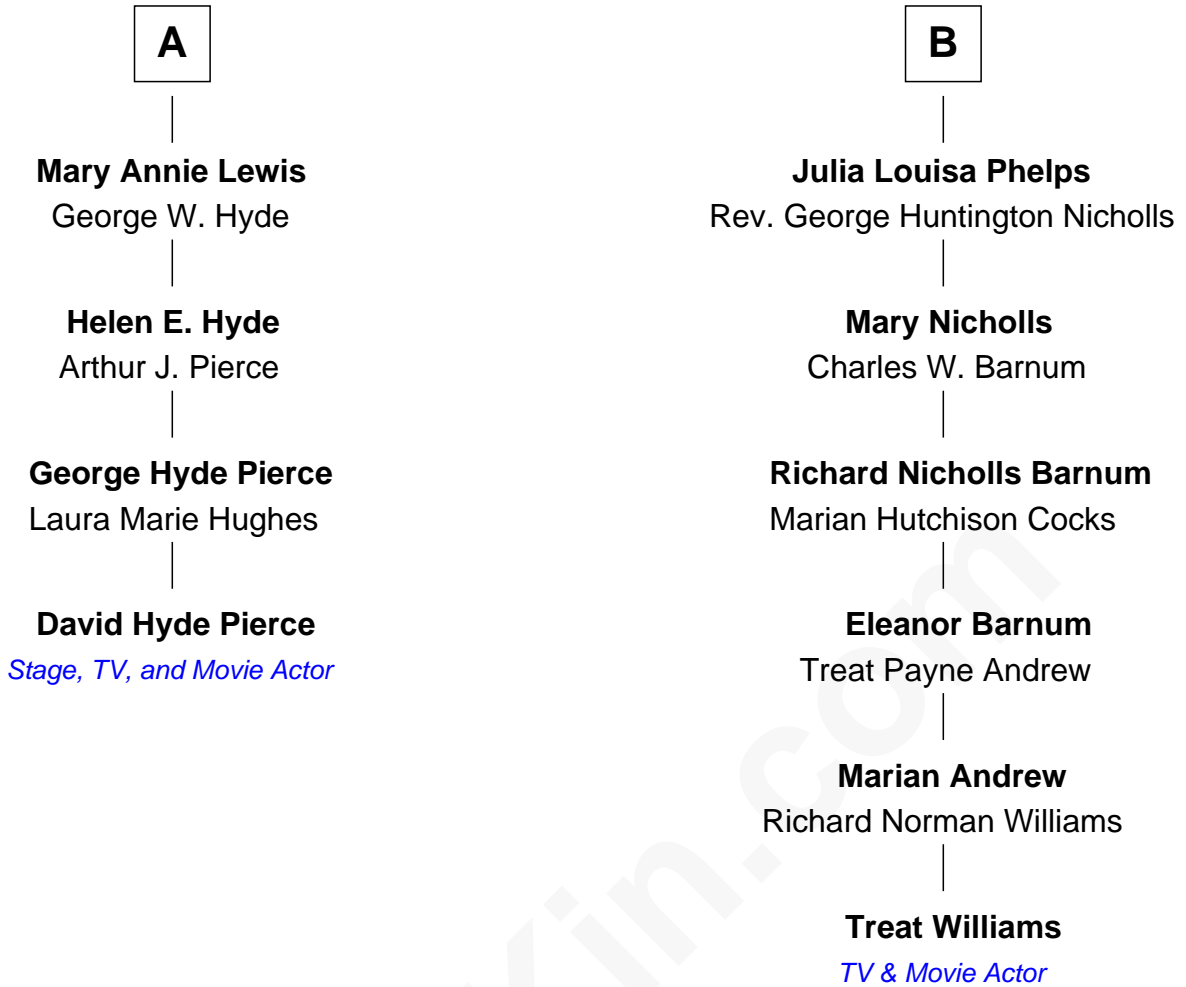 A
Mary Annie Lewis
George W. Hyde
Helen E. Hyde
Arthur J. Pierce
George Hyde Pierce
Laura Marie Hughes
David Hyde Pierce
Stage, TV, and Movie Actor
B
Julia Louisa Phelps
Rev. George Huntington Nicholls
Mary Nicholls
Charles W. Barnum
Richard Nicholls Barnum
Marian Hutchison Cocks
Eleanor Barnum
Treat Payne Andrew
Marian Andrew
Richard Norman Williams
Treat Williams
TV & Movie Actor
Kin.com